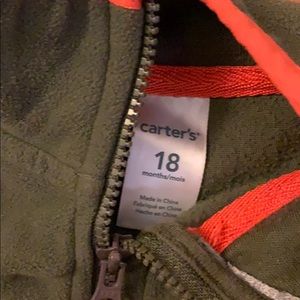 carter's®
18
months/mois
Made in China
Fabriqué en Chine
Hecho en China